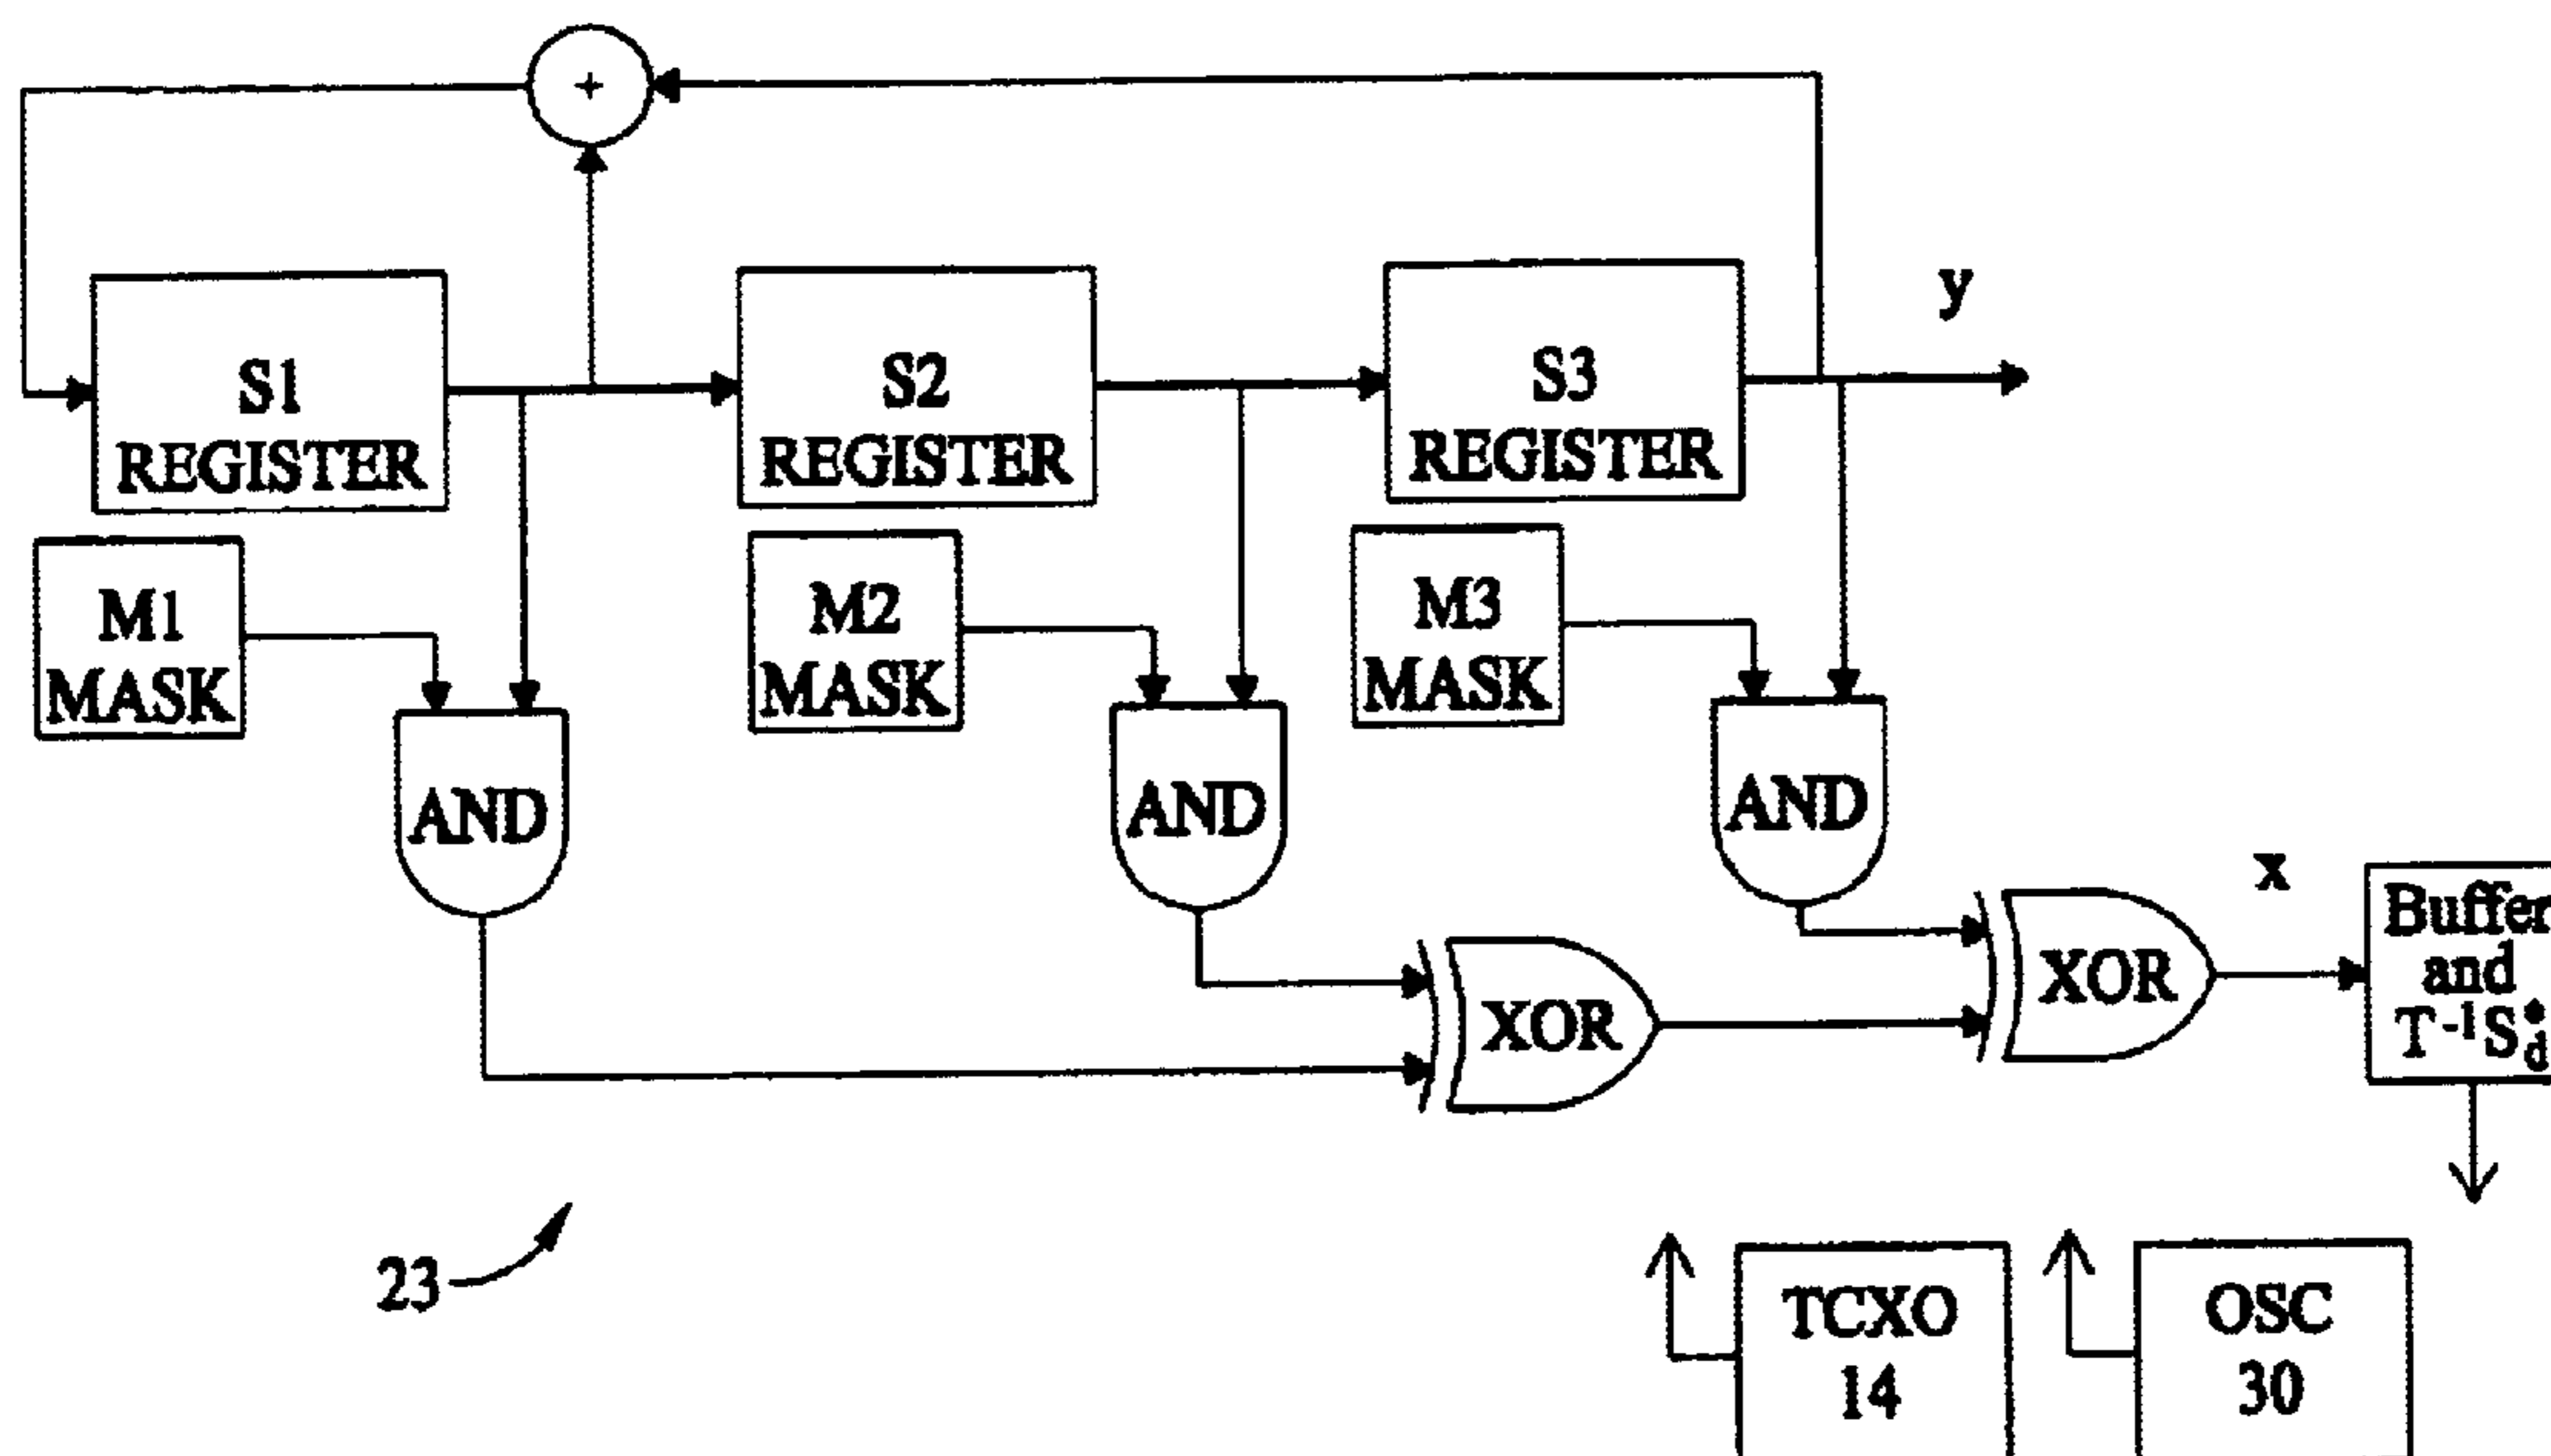 +
y
S1
REGISTER
S2
REGISTER
S3
REGISTER
M1
MASK
M2
MASK
M3
MASK
AND
AND
AND
x
XOR
XOR
Buffer
and
T⁻¹S*d
23
TCXO
14
OSC
30